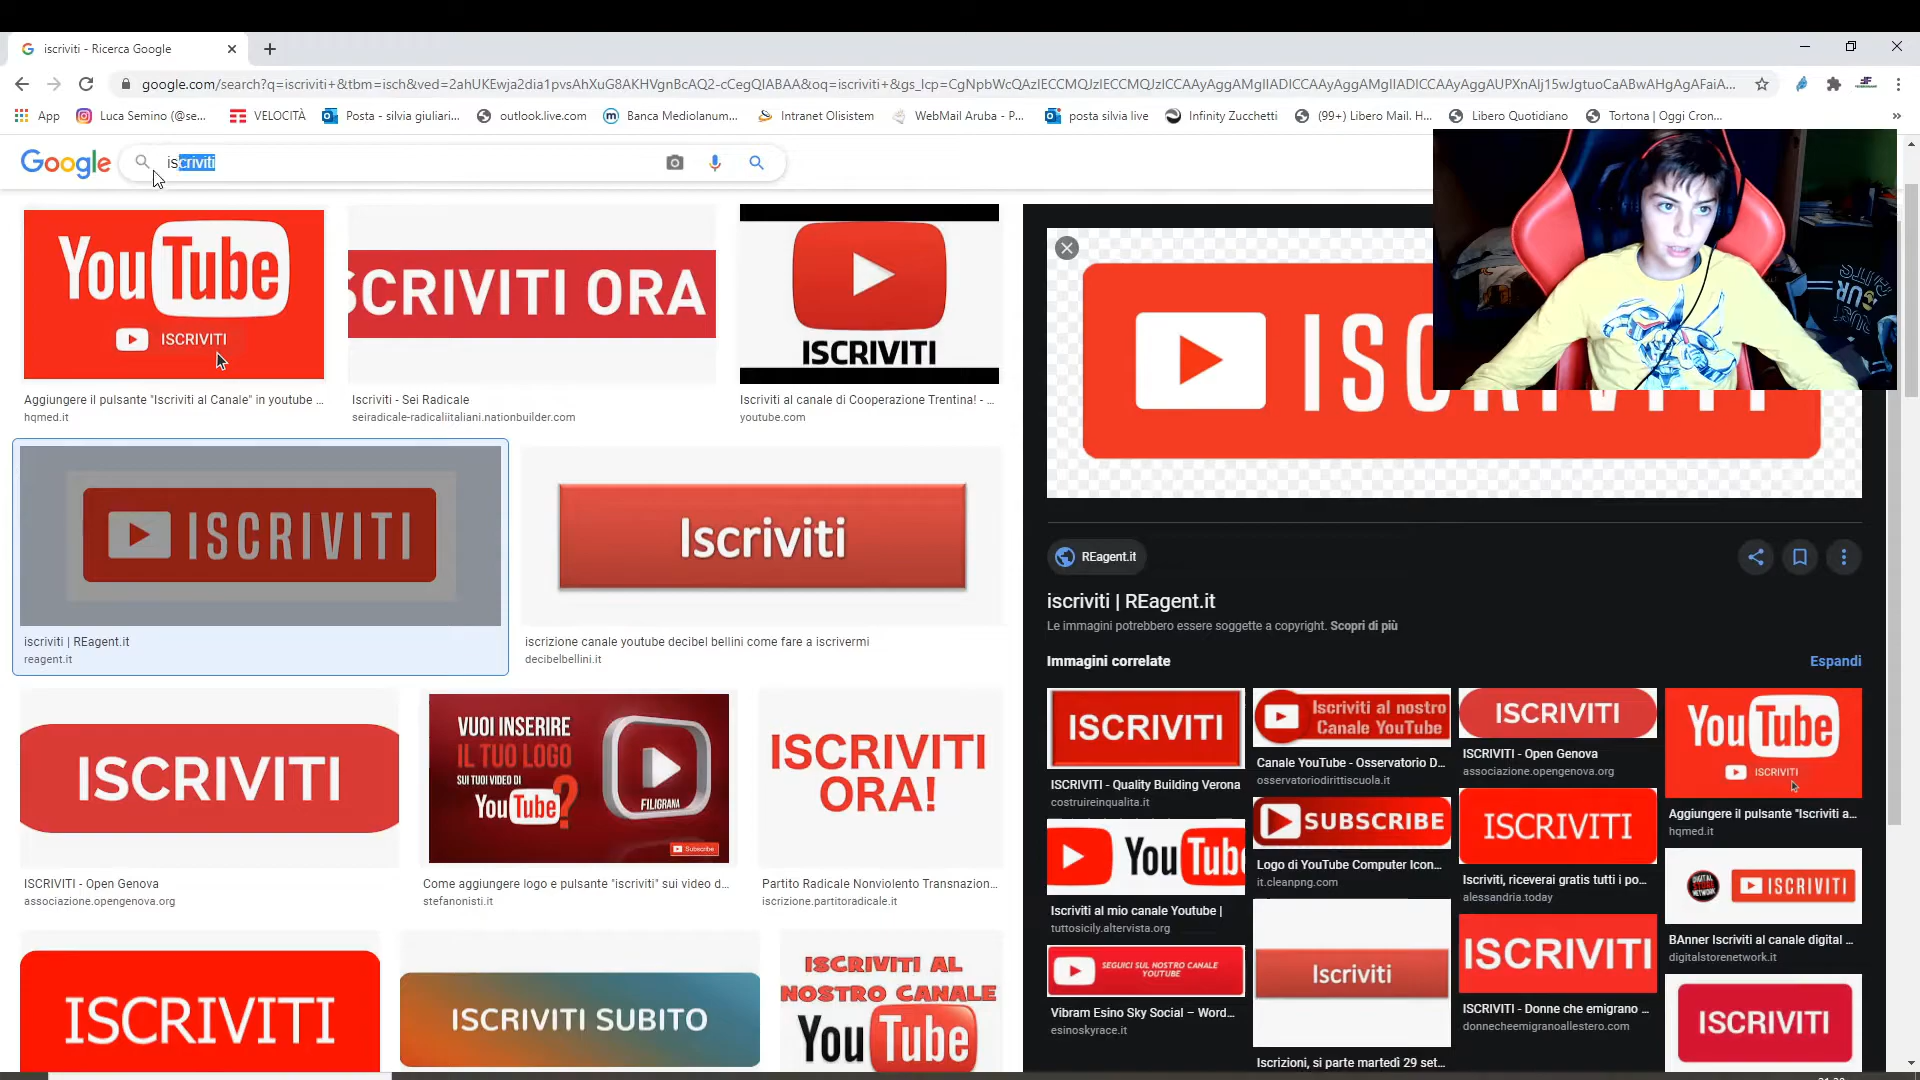 iscriviti - Ricerca Google
google.com/search?q=iscriviti+&tbm=isch&ved=2ahUKEwja2dia1pvsAhXuG8AKHVgnBcAQ2-cCegQIABAA&oq=iscriviti+&gs_lcp=CgNpbWcQAzIECCMQJzIECCMQJzICCAAyAggAMgIIADICCAAyAggAMgIIADICCAAyAggAUPXnAlj15wJgtuoCaABwAHgAgAFaiA...
App
Luca Semino (@se...
VELOCITÀ
Posta - silvia giuliari...
outlook.live.com
Banca Mediolanum...
Intranet Olisistem
WebMail Aruba - P...
posta silvia live
Infinity Zucchetti
(99+) Libero Mail. H...
Libero Quotidiano
Tortona | Oggi Cron...
Google
iscriviti
YouTube
ISCRIVITI
SCRIVITI ORA
ISCRIVITI
Aggiungere il pulsante "Iscriviti al Canale" in youtube ...
hqmed.it
Iscriviti - Sei Radicale
seiradicale-radicaliitaliani.nationbuilder.com
Iscriviti al canale di Cooperazione Trentina! - ...
youtube.com
ISCRIVITI
Iscriviti
iscriviti | REagent.it
reagent.it
iscrizione canale youtube decibel bellini come fare a iscrivermi
decibelbellini.it
ISCRIVITI
VUOI INSERIRE
IL TUO LOGO
SUI TUOI VIDEO DI
YouTube?
FILIGRANA
Subscribe
ISCRIVITI
ORA!
ISCRIVITI - Open Genova
associazione.opengenova.org
Come aggiungere logo e pulsante "iscriviti" sui video d...
stefanonisti.it
Partito Radicale Nonviolento Transnazion...
iscrizione.partitoradicale.it
ISCRIVITI
ISCRIVITI SUBITO
ISCRIVITI AL
NOSTRO CANALE
YouTube
ISCRIVITI
REagent.it
iscriviti | REagent.it
Le immagini potrebbero essere soggette a copyright. Scopri di più
Immagini correlate
Espandi
ISCRIVITI
ISCRIVITI - Quality Building Verona
costruireinqualita.it
YouTub
Iscriviti al mio canale Youtube |
tuttosicily.altervista.org
SEGUICI SUL NOSTRO CANALE
YOUTUBE
Vibram Esino Sky Social – Word...
esinoskyrace.it
Iscriviti al nostro
Canale YouTube
Canale YouTube - Osservatorio D...
osservatoriodirittiscuola.it
SUBSCRIBE
Logo di YouTube Computer Icon...
it.cleanpng.com
Iscriviti
Iscrizioni, si parte martedì 29 set...
ISCRIVITI
ISCRIVITI - Open Genova
associazione.opengenova.org
ISCRIVITI
Iscriviti, riceverai gratis tutti i po...
alessandria.today
ISCRIVITI
ISCRIVITI - Donne che emigrano ...
donnecheemigranoallestero.com
YouTube
ISCRIVITI
Aggiungere il pulsante "Iscriviti a...
hqmed.it
DIGITAL
STORE
NETWORK
ISCRIVITI
BAnner Iscriviti al canale digital ...
digitalstorenetwork.it
ISCRIVITI